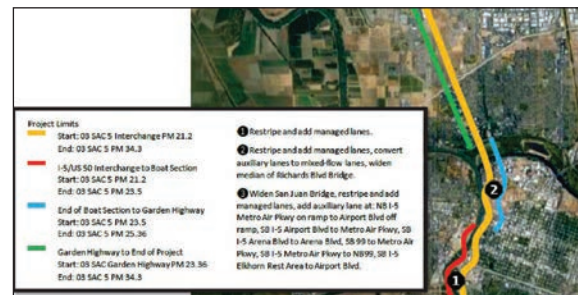 Project Limits
Start: 03 SAC 5 Interchange PM 21.2
End: 03 SAC 5 PM 34.3
I-5/US 50 Interchange to Boat Section
Start: 03 SAC 5 PM 21.2
End: 03 SAC 5 PM 23.5
End of Boat Section to Garden Highway
Start: 03 SAC 5 PM 23.5
End: 03 SAC 5 PM 25.36
Garden Highway to End of Project
Start: 03 SAC Garden Highway PM 23.36
End: 03 SAC 5 PM 34.3
1 Restripe and add managed lanes.
2 Restripe and add managed lanes, convert
auxiliary lanes to mixed-flow lanes, widen
median of Richards Blvd Bridge.
3 Widen San Juan Bridge, restripe and add
managed lanes, add auxiliary lane at: NB I-5
Metro Air Pkwy on ramp to Airport Blvd off
ramp, SB I-5 Airport Blvd to Metro Air Pkwy, SB
I-5 Arena Blvd to Arena Blvd, SB 99 to Metro Air
Pkwy, SB I-5 Metro Air Pkwy to NB99, SB I-5
Elkhorn Rest Area to Airport Blvd.
2
1